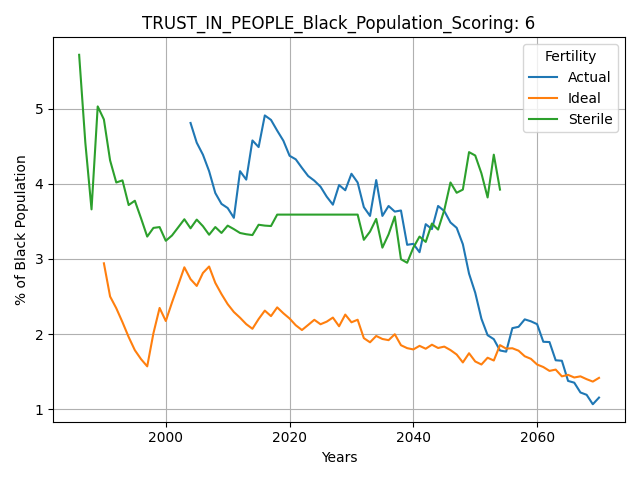 TRUST_IN_PEOPLE_Black_Population_Scoring: 6
Fertility
Actual
Ideal
Sterile
% of Black Population
5
4
3
2
1
2000 2020 2040 2060
Years